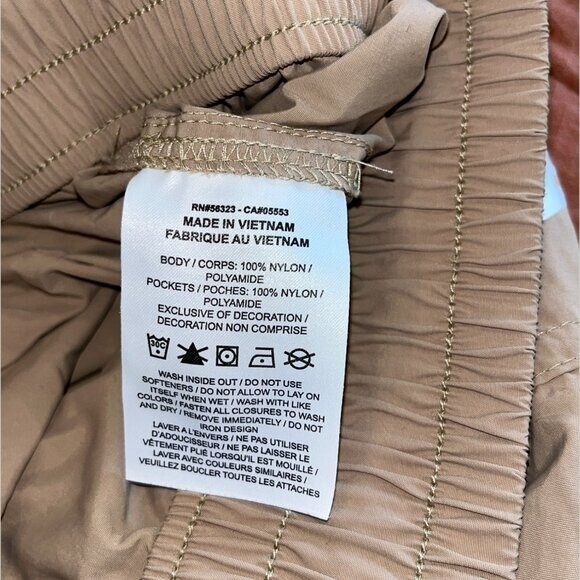 RN#56323 - CA#05553
MADE IN VIETNAM
FABRIQUE AU VIETNAM
BODY / CORPS: 100% NYLON /
POLYAMIDE
POCKETS / POCHES: 100% NYLON /
POLYAMIDE
EXCLUSIVE OF DECORATION /
DECORATION NON COMPRISE
30C
WASH INSIDE OUT / DO NOT USE
SOFTENERS / DO NOT ALLOW TO LAY ON
ITSELF WHEN WET / WASH WITH LIKE
COLORS / FASTEN ALL CLOSURES TO WASH
AND DRY / REMOVE IMMEDIATELY / DO NOT
IRON DESIGN
LAVER A L'ENVERS / NE PAS UTILISER
D'ADOUCISSEUR / NE PAS LAISSER LE
VÊTEMENT PLIÉ LORSQU'IL EST MOUILLÉ /
LAVER AVEC COULEURS SIMILAIRES /
VEUILLEZ BOUCLER TOUTES LES ATTACHES